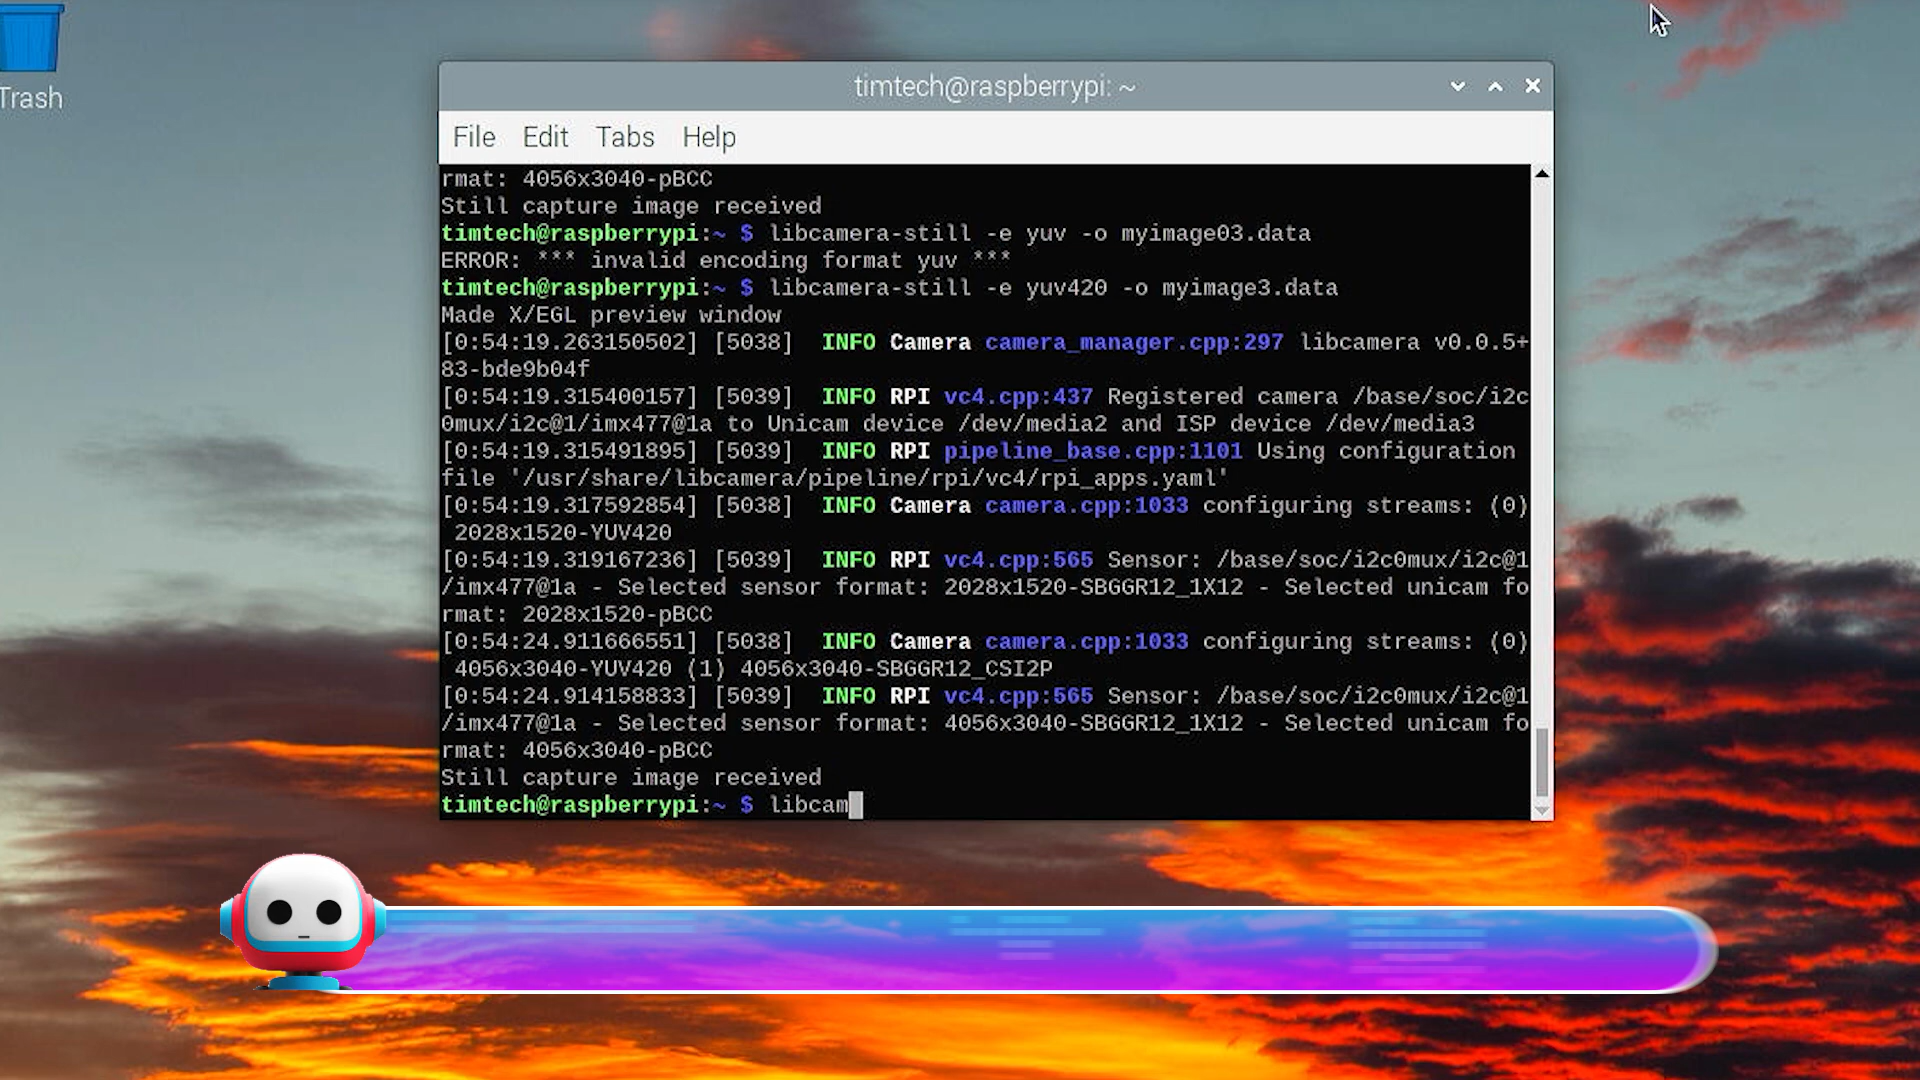 Trash
timtech@raspberrypi: ~
File Edit Tabs Help
rmat: 4056x3040-pBCC
Still capture image received
timtech@raspberrypi:~ $ libcamera-still -e yuv -o myimage03.data
ERROR: *** invalid encoding format yuv ***
timtech@raspberrypi:~ $ libcamera-still -e yuv420 -o myimage3.data
Made X/EGL preview window
[0:54:19.263150502] [5038]  INFO Camera camera_manager.cpp:297 libcamera v0.0.5+
83-bde9b04f
[0:54:19.315400157] [5039]  INFO RPI vc4.cpp:437 Registered camera /base/soc/i2c
0mux/i2c@1/imx477@1a to Unicam device /dev/media2 and ISP device /dev/media3
[0:54:19.315491895] [5039]  INFO RPI pipeline_base.cpp:1101 Using configuration
file '/usr/share/libcamera/pipeline/rpi/vc4/rpi_apps.yaml'
[0:54:19.317592854] [5038]  INFO Camera camera.cpp:1033 configuring streams: (0)
 2028x1520-YUV420
[0:54:19.319167236] [5039]  INFO RPI vc4.cpp:565 Sensor: /base/soc/i2c0mux/i2c@1
/imx477@1a - Selected sensor format: 2028x1520-SBGGR12_1X12 - Selected unicam fo
rmat: 2028x1520-pBCC
[0:54:24.911666551] [5038]  INFO Camera camera.cpp:1033 configuring streams: (0)
 4056x3040-YUV420 (1) 4056x3040-SBGGR12_CSI2P
[0:54:24.914158833] [5039]  INFO RPI vc4.cpp:565 Sensor: /base/soc/i2c0mux/i2c@1
/imx477@1a - Selected sensor format: 4056x3040-SBGGR12_1X12 - Selected unicam fo
rmat: 4056x3040-pBCC
Still capture image received
timtech@raspberrypi:~ $ libcam